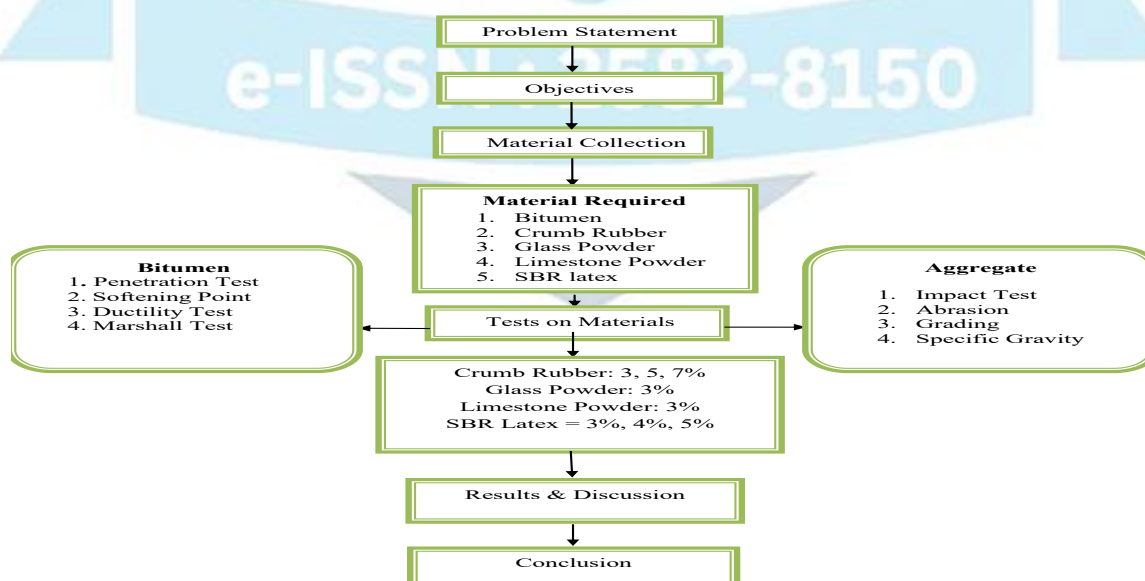 Problem Statement
e-ISSN : 2582-8150
Objectives
Material Collection
Material Required
1. Bitumen
2. Crumb Rubber
3. Glass Powder
4. Limestone Powder
5. SBR latex
Bitumen
1. Penetration Test
2. Softening Point
3. Ductility Test
4. Marshall Test
Tests on Materials
Aggregate
1. Impact Test
2. Abrasion
3. Grading
4. Specific Gravity
Crumb Rubber: 3, 5, 7%
Glass Powder: 3%
Limestone Powder: 3%
SBR Latex = 3%, 4%, 5%
Results & Discussion
Conclusion